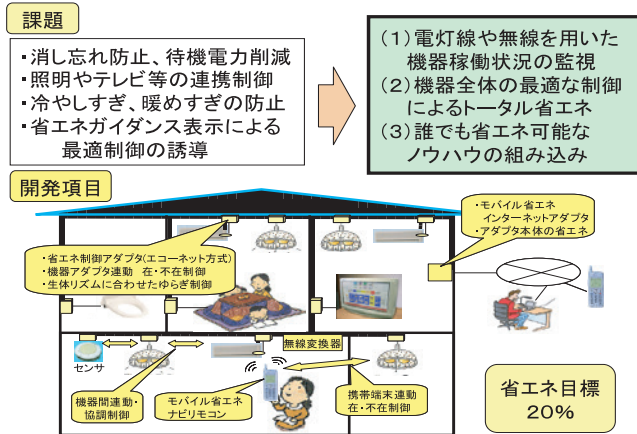 課題
・消し忘れ防止、待機電力削減
・照明やテレビ等の連携制御
・冷やしすぎ、暖めすぎの防止
・省エネガイダンス表示による
最適制御の誘導
(1)電灯線や無線を用いた
機器稼働状況の監視
(2)機器全体の最適な制御
によるトータル省エネ
(3)誰でも省エネ可能な
ノウハウの組み込み
開発項目
・モバイル省エネ
インターネットアダプタ
・アダプタ本体の省エネ
・省エネ制御アダプタ(エコーネット方式)
・機器アダプタ連動 在・不在制御
・生体リズムに合わせたゆらぎ制御
無線変換器
センサ
機器間連動・
協調制御
モバイル省エネ
ナビリモコン
携帯端末連動
在・不在制御
省エネ目標
20%